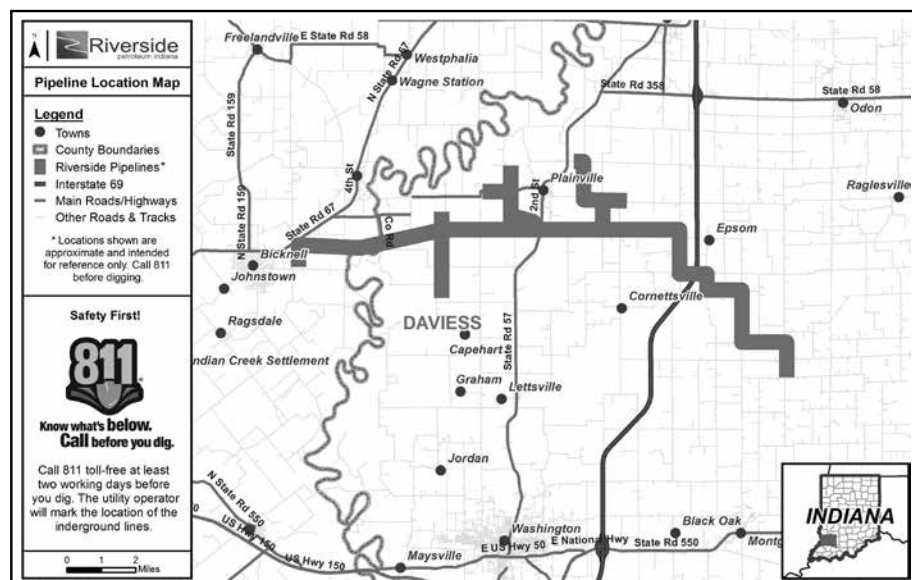 N
Riverside
petroleum indiana
Pipeline Location Map
Legend
Towns
County Boundaries
Riverside Pipelines*
Interstate 69
Main Roads/Highways
Other Roads & Tracks
* Locations shown are
approximate and intended
for reference only. Call 811
before digging.
Safety First!
811
Know what's below.
Call before you dig.
Call 811 toll-free at least
two working days before
you dig. The utility operator
will mark the location of the
inderground lines.
0 1 2
Miles
Freelandville
E State Rd 58
Westphalia
N State Rd 67
Wagne Station
State Rd 159
4th St
State Rd 358
State Rd 58
Odon
Plainville
2nd St
Raglesville
N State Rd 159
State Rd 67
Co Rd
Epsom
Bicknell
Johnstown
Cornettsville
Ragsdale
DAVIESS
State Rd 57
ndian Creek Settlement
Capehart
Graham
Lettsville
Jordan
N State Rd 550
50
US Hwy 150
US Hwy 150
Maysville
Washington
E US Hwy 50
E National Hwy
Black Oak
State Rd 550
Montg
INDIANA